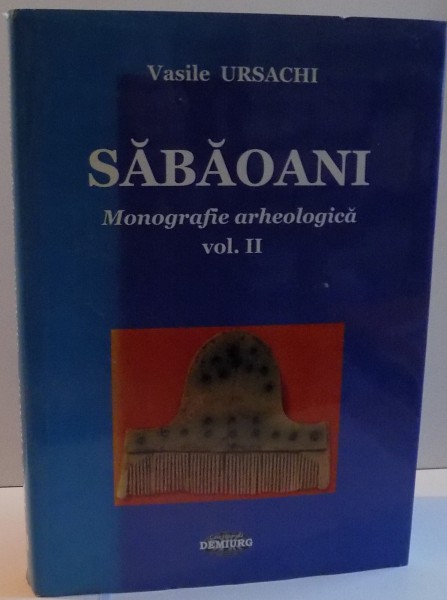 Vasile URSACHI
SĂBĂOANI
Monografie arheologică
vol. II
DEMIURG